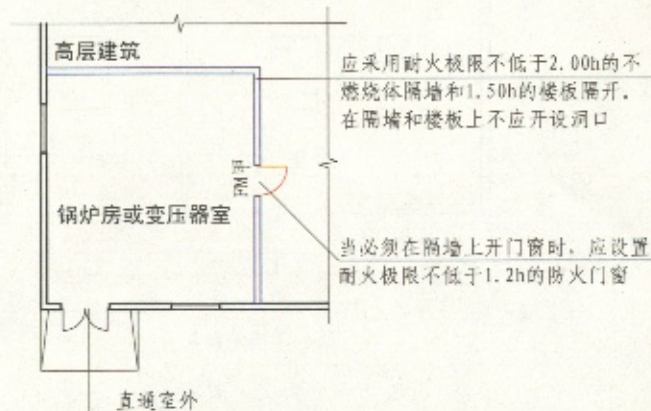 高层建筑
应采用耐火极限不低于2.00h的不
燃烧体隔墙和1.50h的楼板隔开,
在隔墙和楼板上不应开设洞口
锅炉房或变压器室
当必须在隔墙上开门窗时, 应设置
耐火极限不低于1.2h的防火门窗
直通室外